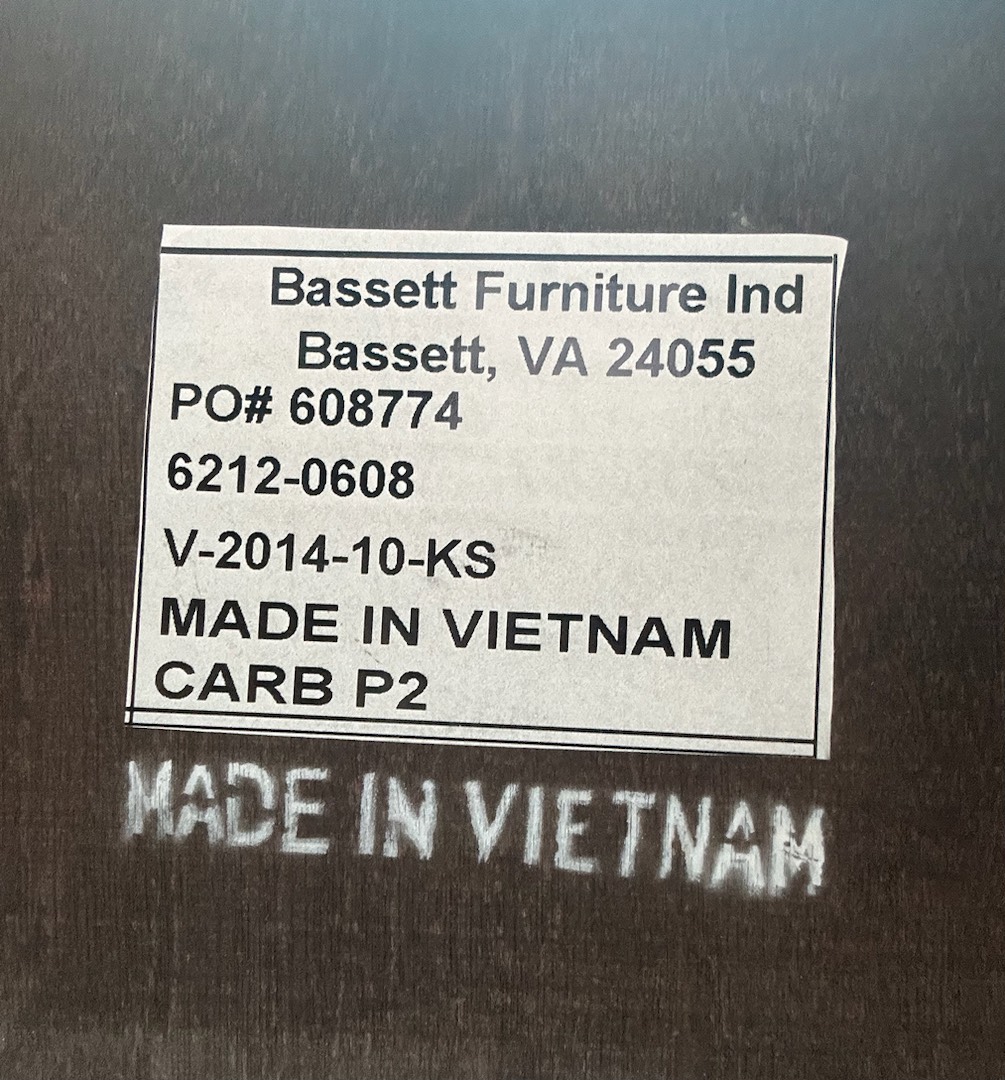 Bassett Furniture Ind
Bassett, VA 24055
PO# 608774
6212-0608
V-2014-10-KS
MADE IN VIETNAM
CARB P2
MADE IN VIETNAM